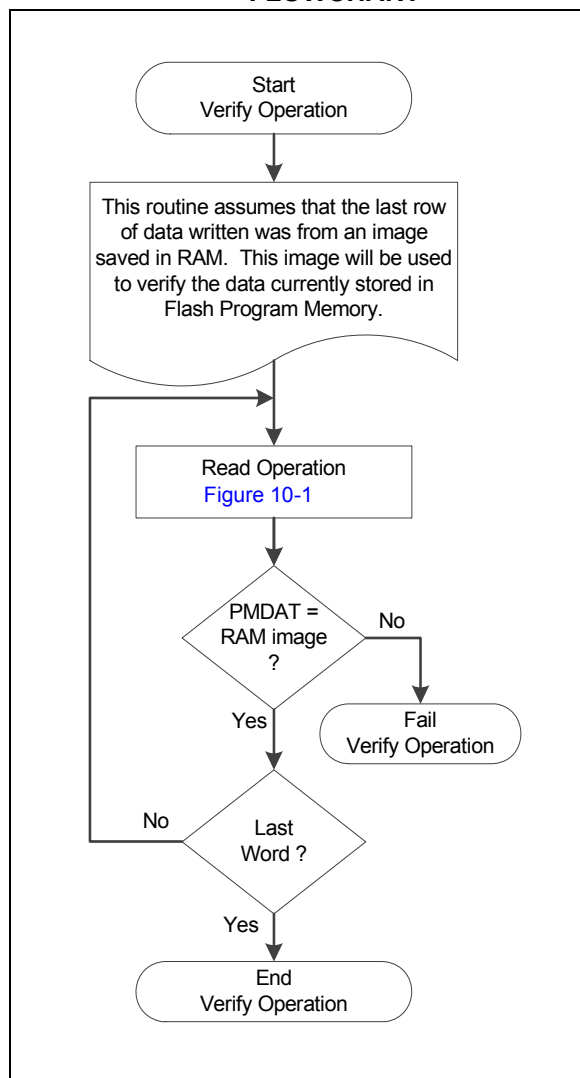 FLOWCHART
Start
Verify Operation
This routine assumes that the last row
of data written was from an image
saved in RAM.  This image will be used
to verify the data currently stored in
Flash Program Memory.
Read Operation
Figure 10-1
PMDAT =
RAM image
?
No
Yes
Fail
Verify Operation
No
Last
Word ?
Yes
End
Verify Operation